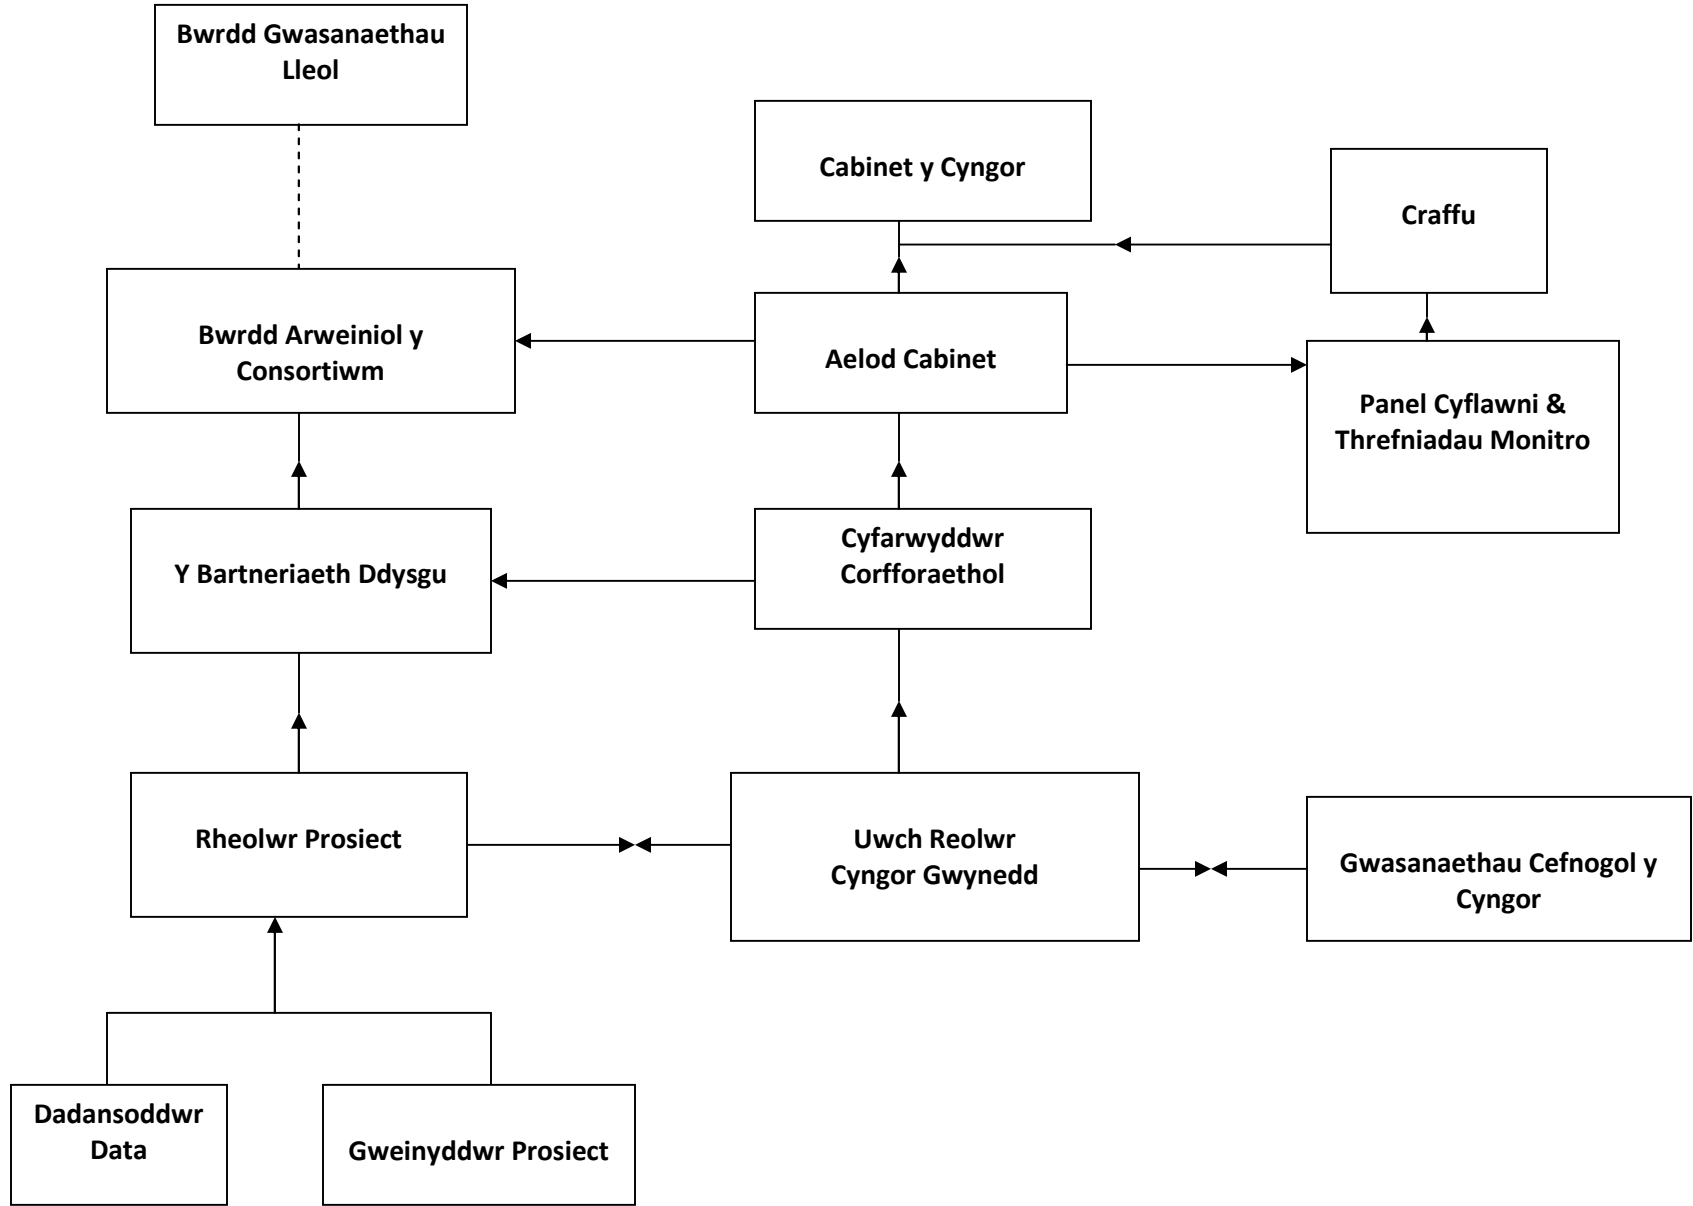 Bwrdd Gwasanaethau
Lleol
Cabinet y Cyngor
Craffu
Bwrdd Arweiniol y
Consortiwm
Aelod Cabinet
Panel Cyflawni &
Threfniadau Monitro
Y Bartneriaeth Ddysgu
Cyfarwyddwr
Corfforaethol
Rheolwr Prosiect
Uwch Reolwr
Cyngor Gwynedd
Gwasanaethau Cefnogol y
Cyngor
Dadansoddwr
Data
Gweinyddwr Prosiect